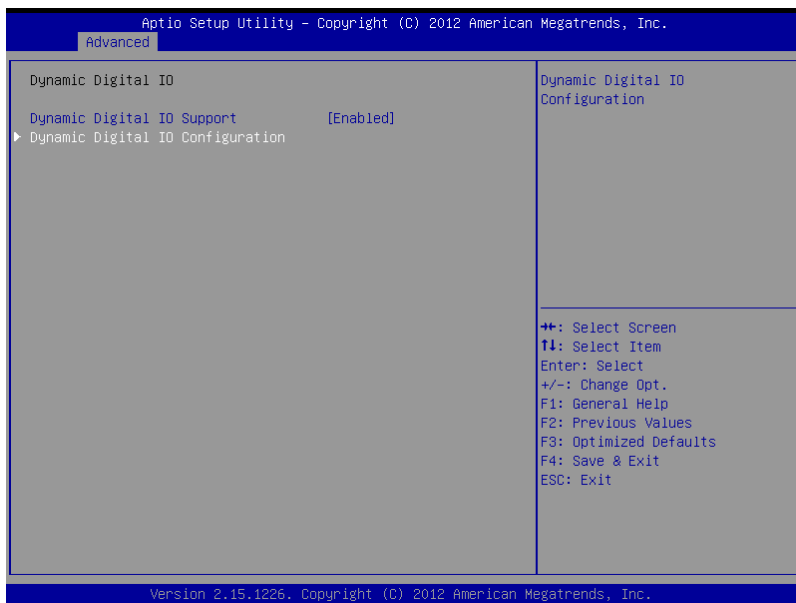 Aptio Setup Utility – Copyright (C) 2012 American Megatrends, Inc.
Advanced
Dynamic Digital IO
Dynamic Digital IO Support [Enabled]
▶ Dynamic Digital IO Configuration
Dynamic Digital IO
Configuration
→←: Select Screen
↑↓: Select Item
Enter: Select
+/-: Change Opt.
F1: General Help
F2: Previous Values
F3: Optimized Defaults
F4: Save & Exit
ESC: Exit
Version 2.15.1226. Copyright (C) 2012 American Megatrends, Inc.